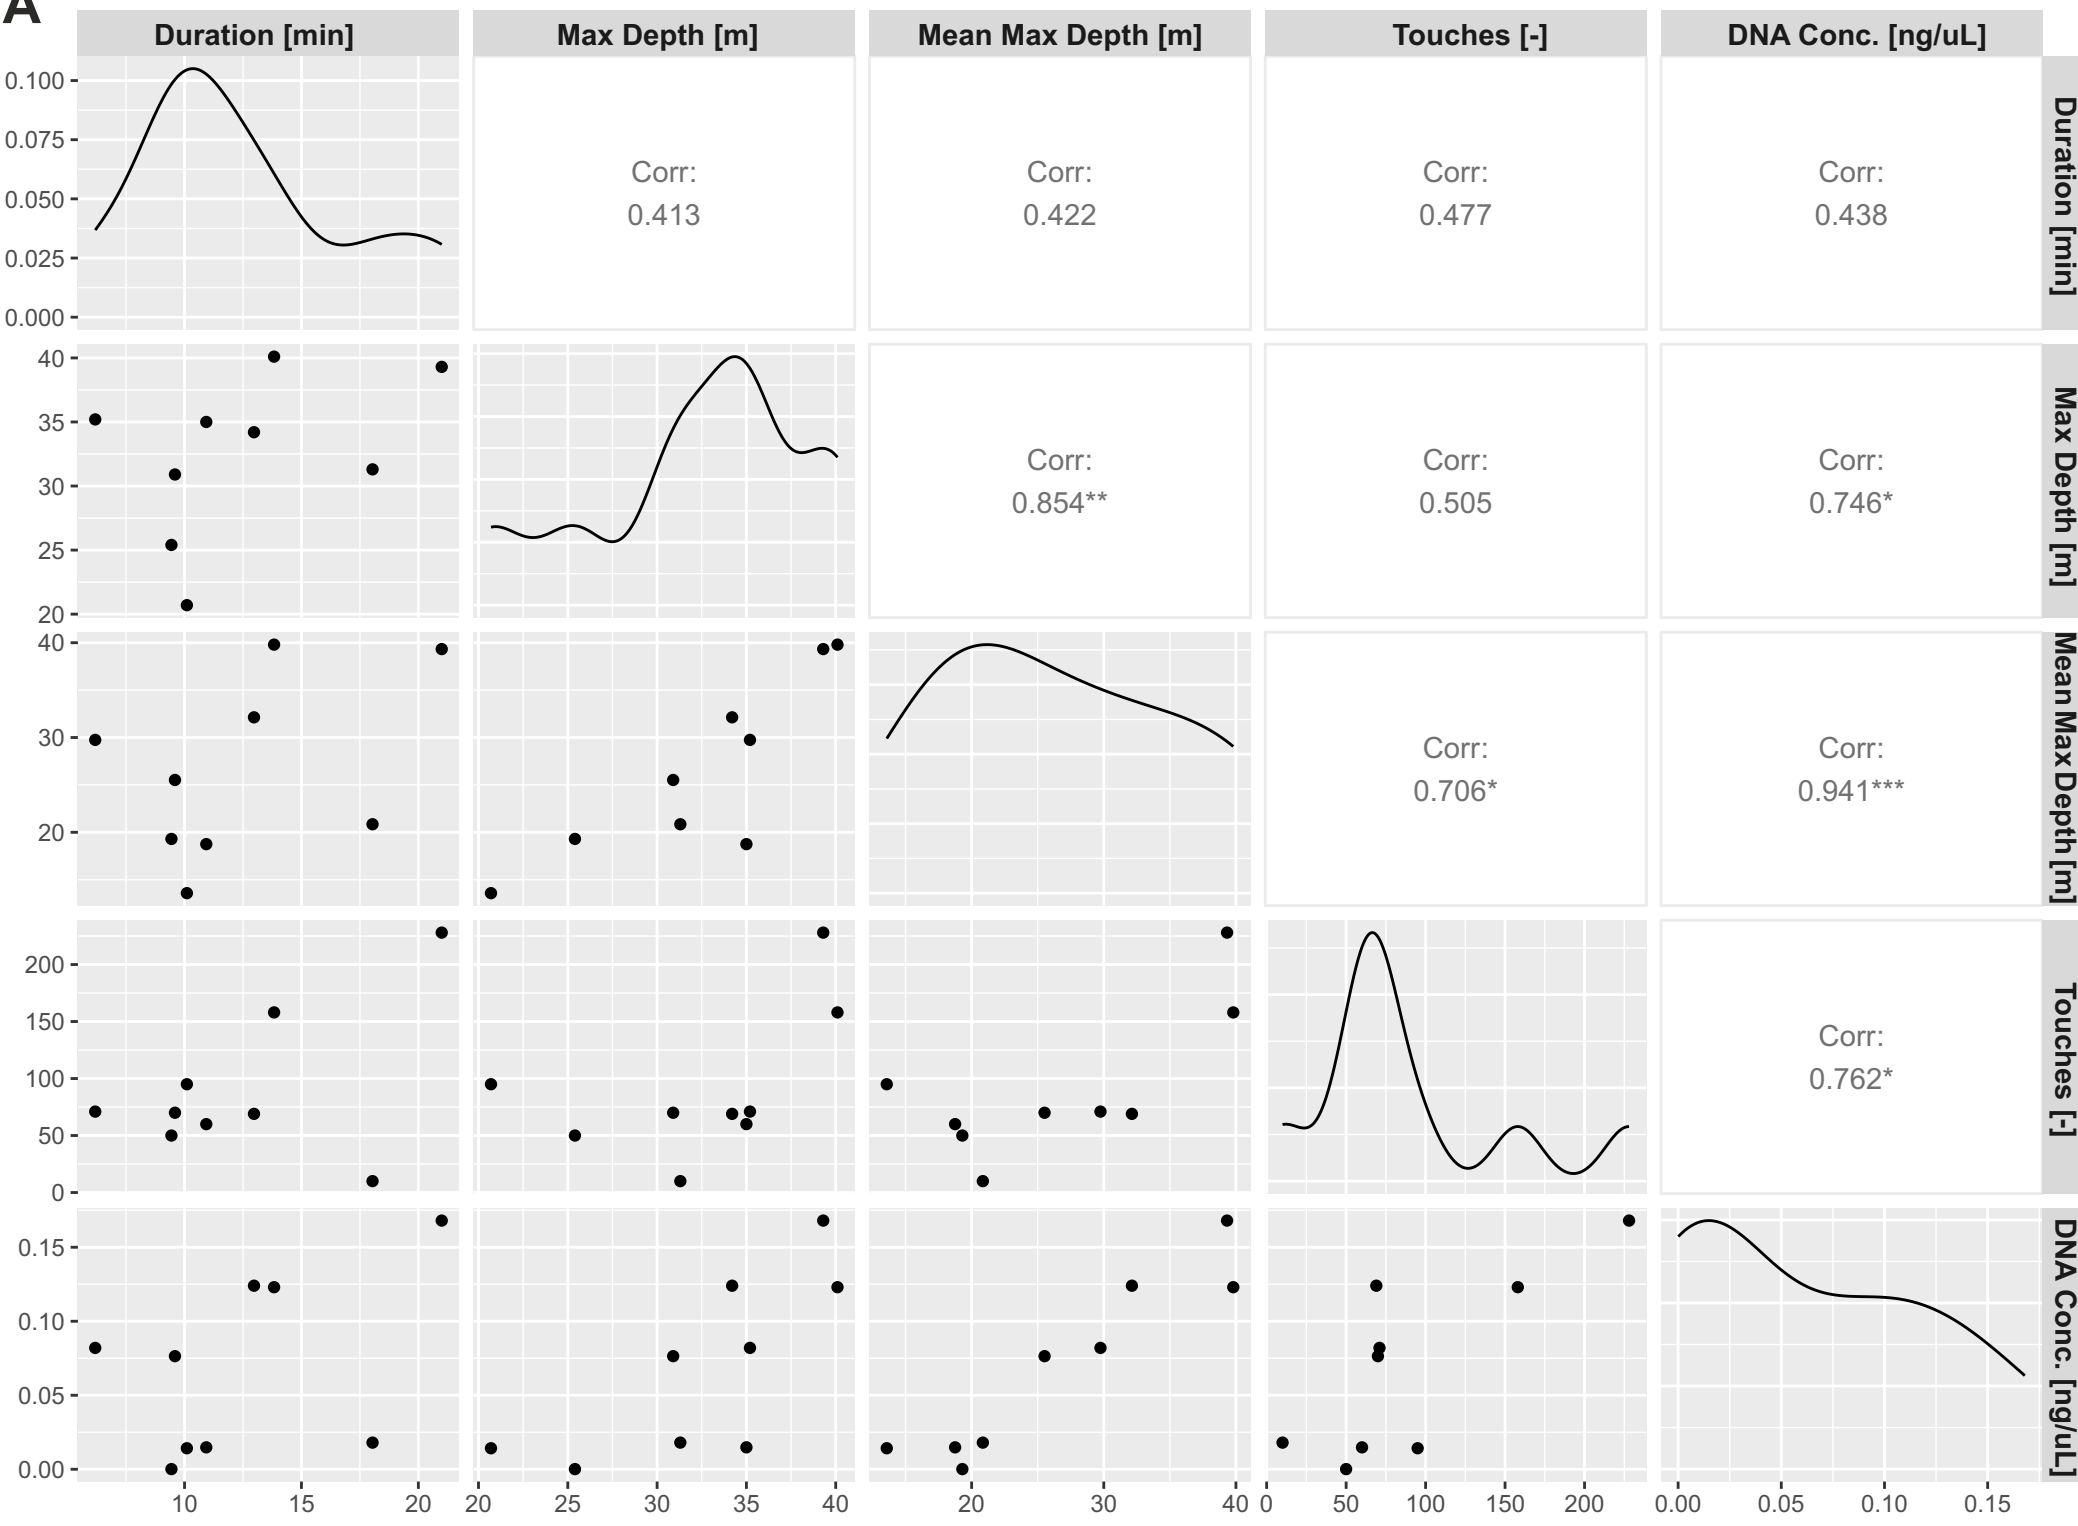 A
Duration [min]
Max Depth [m]
Mean Max Depth [m]
Touches [-]
DNA Conc. [ng/uL]
0.100
0.075
0.050
0.025
0.000
Corr:
0.413
Corr:
0.422
Corr:
0.477
Corr:
0.438
Duration [min]
40
35
30
25
20
Corr:
0.854**
Corr:
0.505
Corr:
0.746*
Max Depth [m]
40
30
20
Corr:
0.706*
Corr:
0.941***
Mean Max Depth [m]
200
150
100
50
0
Corr:
0.762*
Touches [-]
0.15
0.10
0.05
0.00
DNA Conc. [ng/uL]
10 15 20
20 25 30 35 40
20 30 40
0 50 100 150 200
0.00 0.05 0.10 0.15